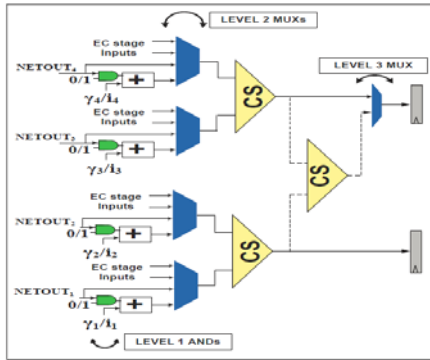 LEVEL 2 MUXs
EC stage
Inputs
NETOUT4
0/1
+
γ4/i4
CS
LEVEL 3 MUX
EC stage
Inputs
NETOUT3
0/1
+
γ3/i3
CS
EC stage
Inputs
NETOUT2
0/1
+
γ2/i2
CS
EC stage
Inputs
NETOUT1
0/1
+
γ1/i1
LEVEL 1 ANDs